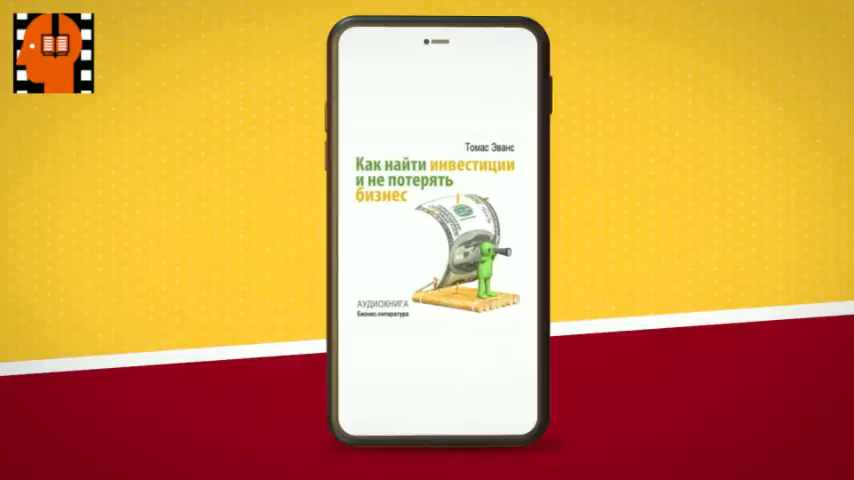 Томас Эванс
Как найти инвестиции
и не потерять
бизнес
АУДИОКНИГА
Бизнес литература